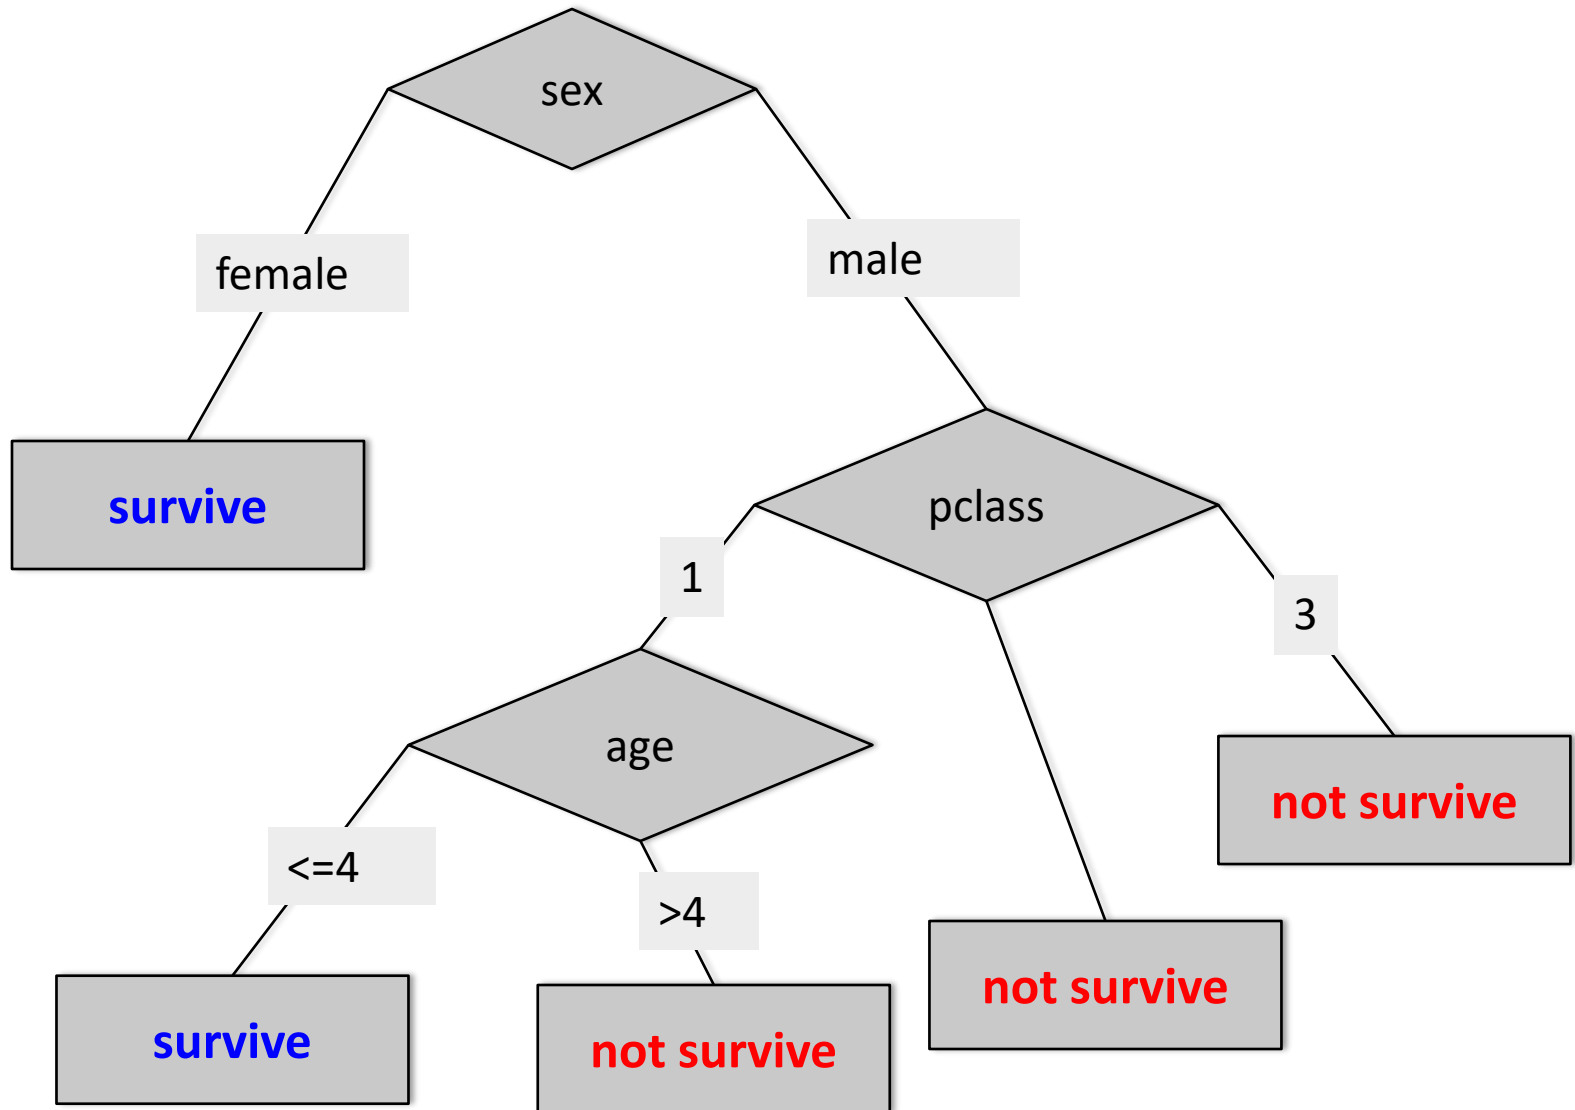 sex
female
male
survive
pclass
1
3
age
not survive
<=4
>4
not survive
survive
not survive